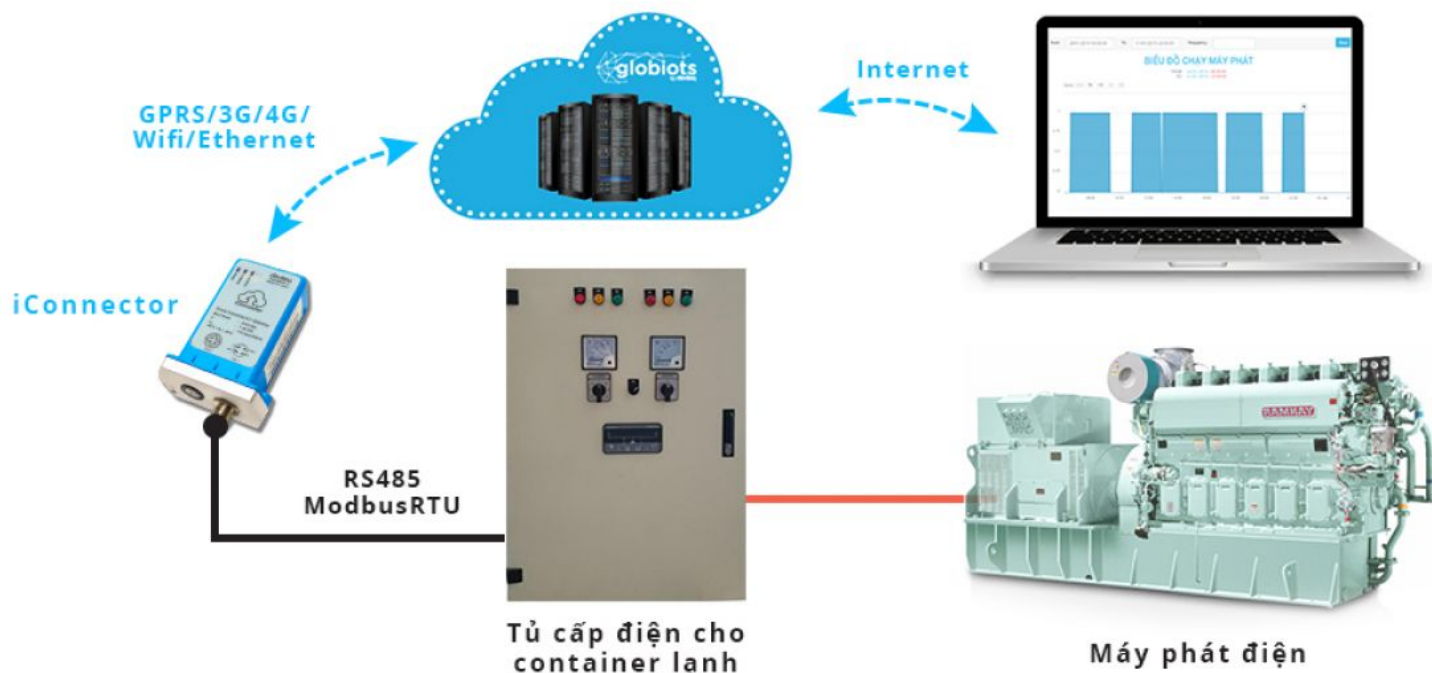 globiots
Internet
GPRS/3G/4G/
Wifi/Ethernet
BIỂU ĐỒ CHẠY MÁY PHÁT
iConnector
RS485
ModbusRTU
Tủ cấp điện cho
container lanh
Máy phát điện